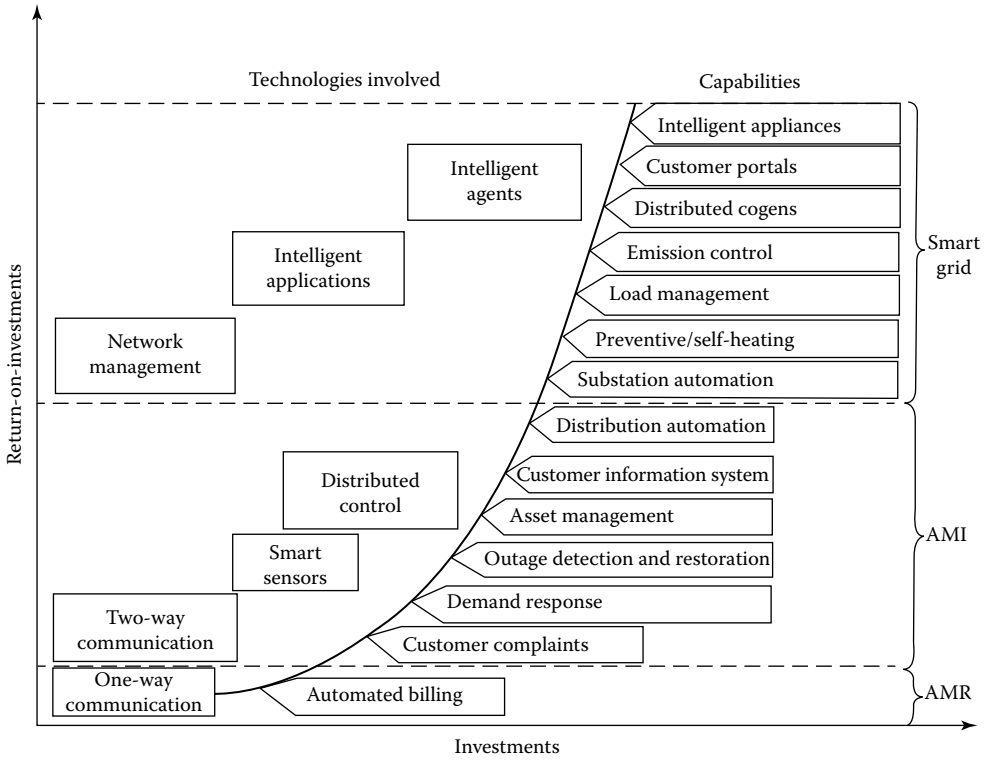 Technologies involved
Capabilities
Intelligent appliances
Intelligent
agents
Customer portals
Distributed cogens
Smart
grid
Intelligent
applications
Emission control
Load management
Network
management
Preventive/self-heating
Substation automation
Return-on-investments
Distribution automation
Distributed
control
Customer information system
Asset management
AMI
Smart
sensors
Outage detection and restoration
Two-way
communication
Demand response
Customer complaints
One-way
communication
Automated billing
AMR
Investments